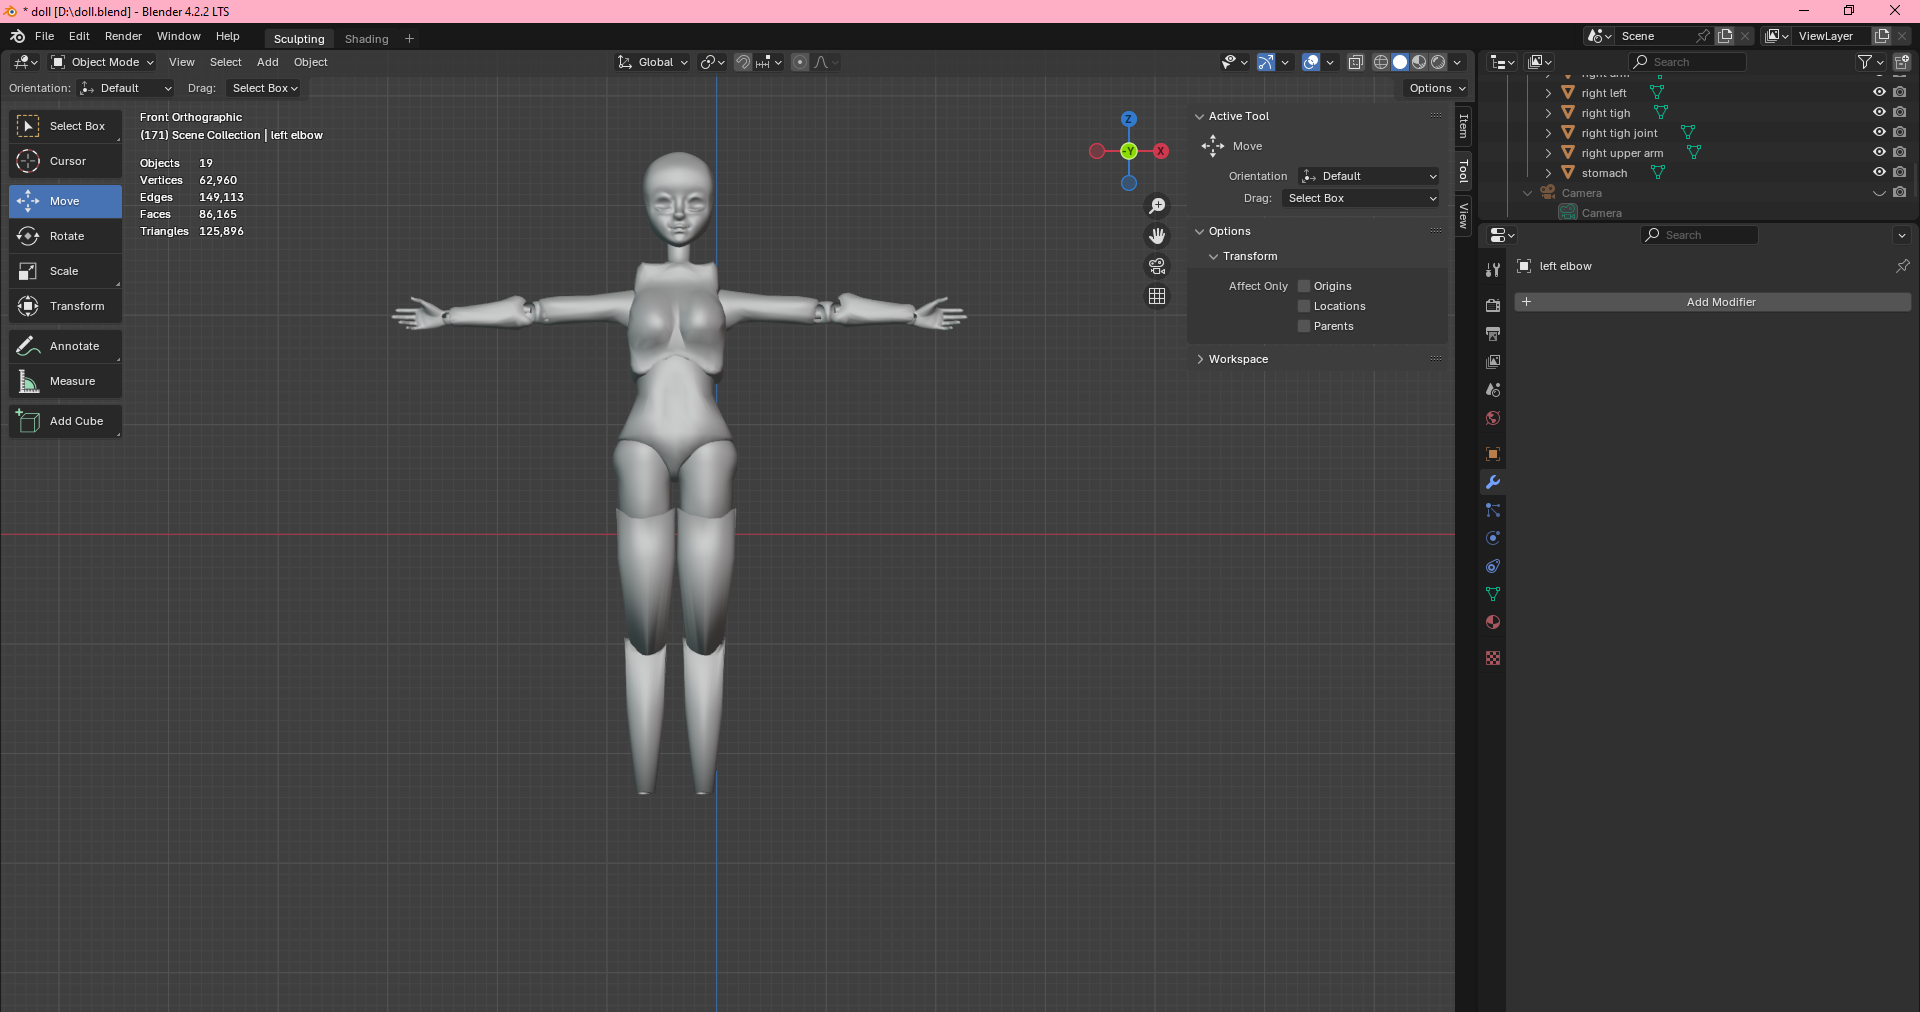 * doll [D:\doll.blend] - Blender 4.2.2 LTS
File Edit Render Window Help Sculpting Shading + Scene ViewLayer
Object Mode View Select Add Object Global Search
Orientation: Default Drag: Select Box Options
right left
right tigh
right tigh joint
right upper arm
stomach
Camera
Camera
Select Box
Cursor
Move
Rotate
Scale
Transform
Annotate
Measure
Add Cube
Front Orthographic
(171) Scene Collection | left elbow
Objects 19
Vertices 62,960
Edges 149,113
Faces 86,165
Triangles 125,896
Z
-Y
X
Active Tool
Move
Orientation Default
Drag: Select Box
Options
Transform
Affect Only Origins
Locations
Parents
Workspace
Item
Tool
View
Search
left elbow
+ Add Modifier